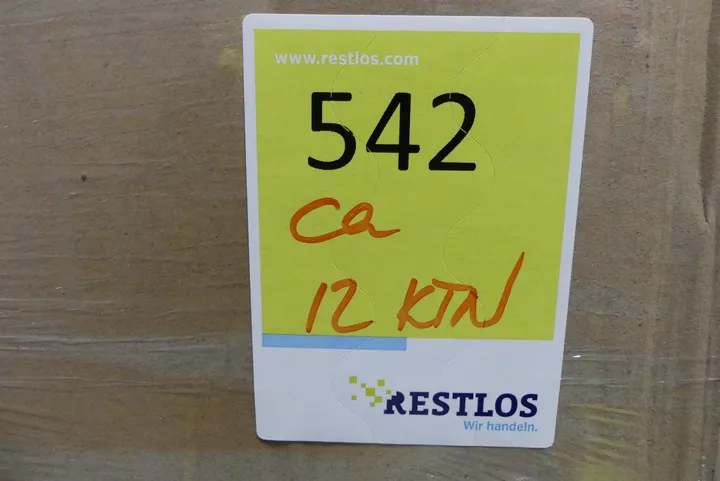 www.restlos.com
542
ca
12 KTN
RESTLOS
Wir handeln.